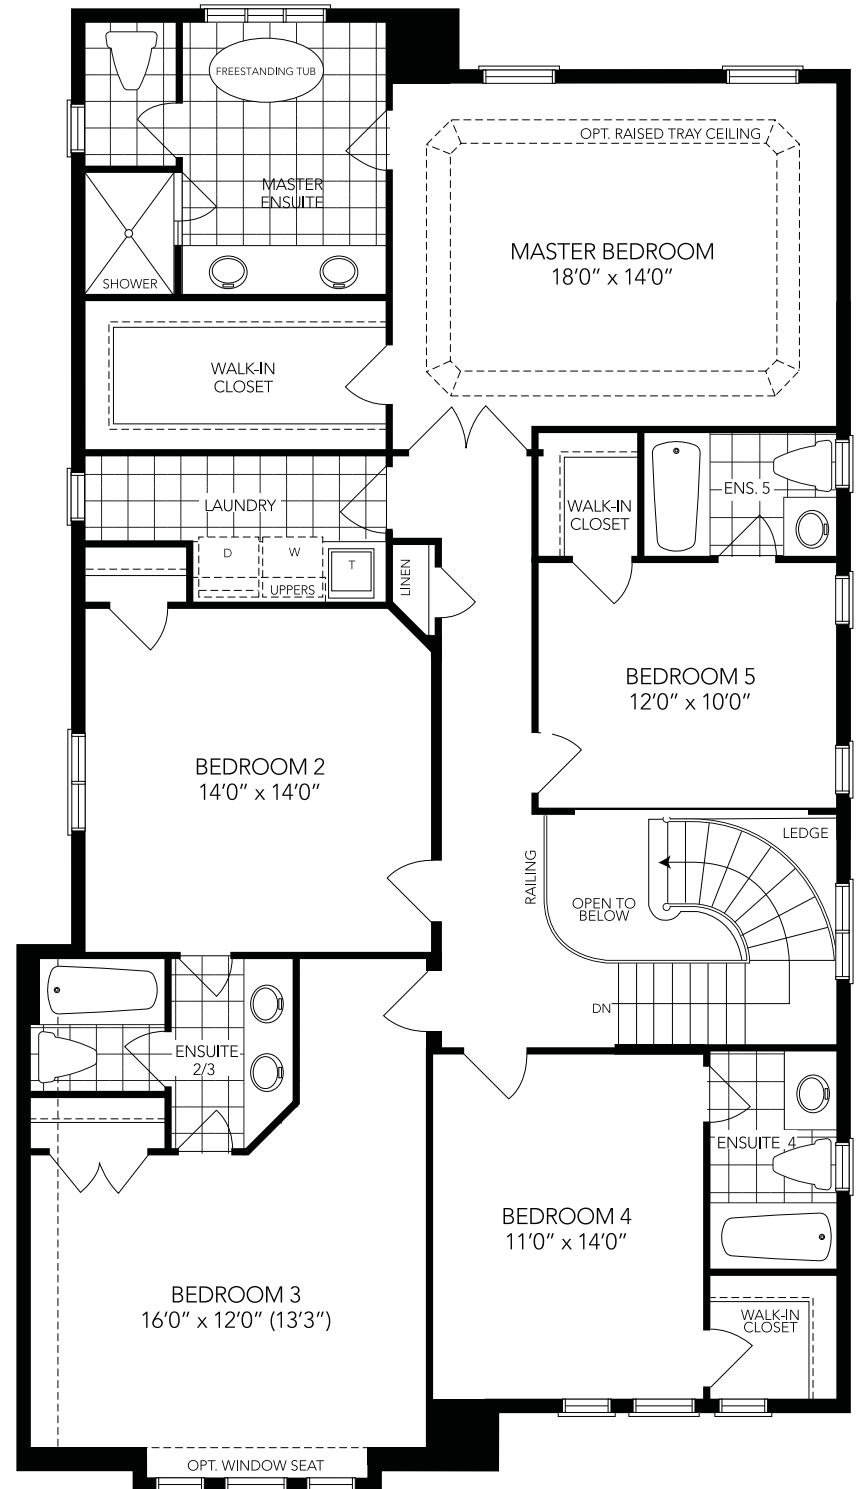 FREESTANDING TUB
OPT. RAISED TRAY CEILING
MASTER
ENSUITE
MASTER BEDROOM
18'0" x 14'0"
SHOWER
WALK-IN
CLOSET
LAUNDRY
ENS. 5
WALK-IN
CLOSET
D
W
T
UPPERS
LINEN
BEDROOM 5
12'0" x 10'0"
BEDROOM 2
14'0" x 14'0"
LEDGE
RAILING
OPEN TO
BELOW
DN
ENSUITE
2/3
ENSUITE 4
BEDROOM 4
11'0" x 14'0"
BEDROOM 3
16'0" x 12'0" (13'3")
WALK-IN
CLOSET
OPT. WINDOW SEAT